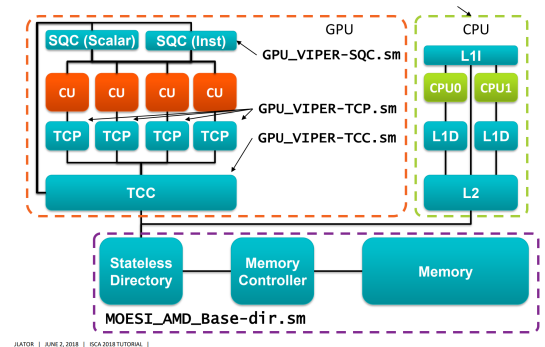 GPU
CPU
SQC (Scalar)
SQC (Inst)
GPU_VIPER-SQC.sm
L1I
CU
CU
CU
CU
CPU0
CPU1
GPU_VIPER-TCP.sm
TCP
TCP
TCP
TCP
L1D
L1D
GPU_VIPER-TCC.sm
TCC
L2
Stateless
Directory
Memory
Controller
Memory
MOESI_AMD_Base-dir.sm
JLATOR | JUNE 2, 2018 | ISCA 2018 TUTORIAL |